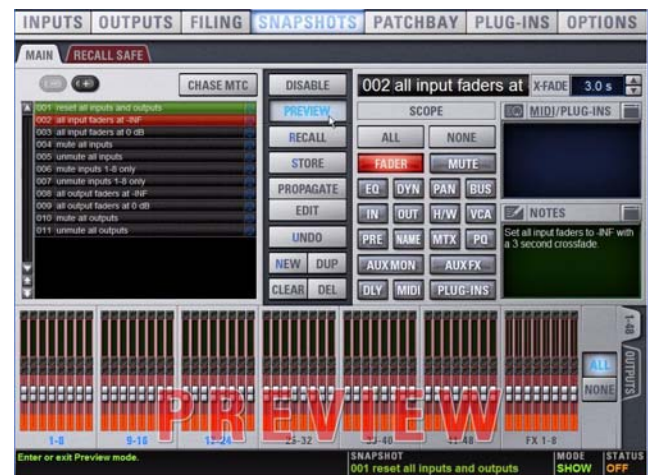 INPUTS OUTPUTS FILING SNAPSHOTS PATCHBAY PLUG-INS OPTIONS
MAIN RECALL SAFE
CHASE MTC
DISABLE
002 all input faders at X-FADE 3.0 s
001 reset all inputs and outputs
002 all input faders at -INF
003 all input faders at 0 dB
004 mute all inputs
005 unmute all inputs
006 mute inputs 1-8 only
007 unmute inputs 1-8 only
008 all output faders at -INF
009 all output faders at 0 dB
010 mute all outputs
011 unmute all outputs
PREVIEW
RECALL
STORE
PROPAGATE
EDIT
UNDO
NEW DUP
CLEAR DEL
SCOPE
ALL NONE
FADER MUTE
EQ DYN PAN BUS
IN OUT H/W VCA
PRE NAME MTX PQ
AUX MON AUX FX
DLY MIDI PLUG-INS
MIDI/PLUG-INS
NOTES
Set all input faders to -INF with
a 3 second crossfade.
1-48
OUTPUTS
ALL
NONE
PREVIEW
1-8 9-16 17-24 25-32 33-40 41-48 FX 1-8
Enter or exit Preview mode.
SNAPSHOT
001 reset all inputs and outputs
MODE
SHOW
STATUS
OFF